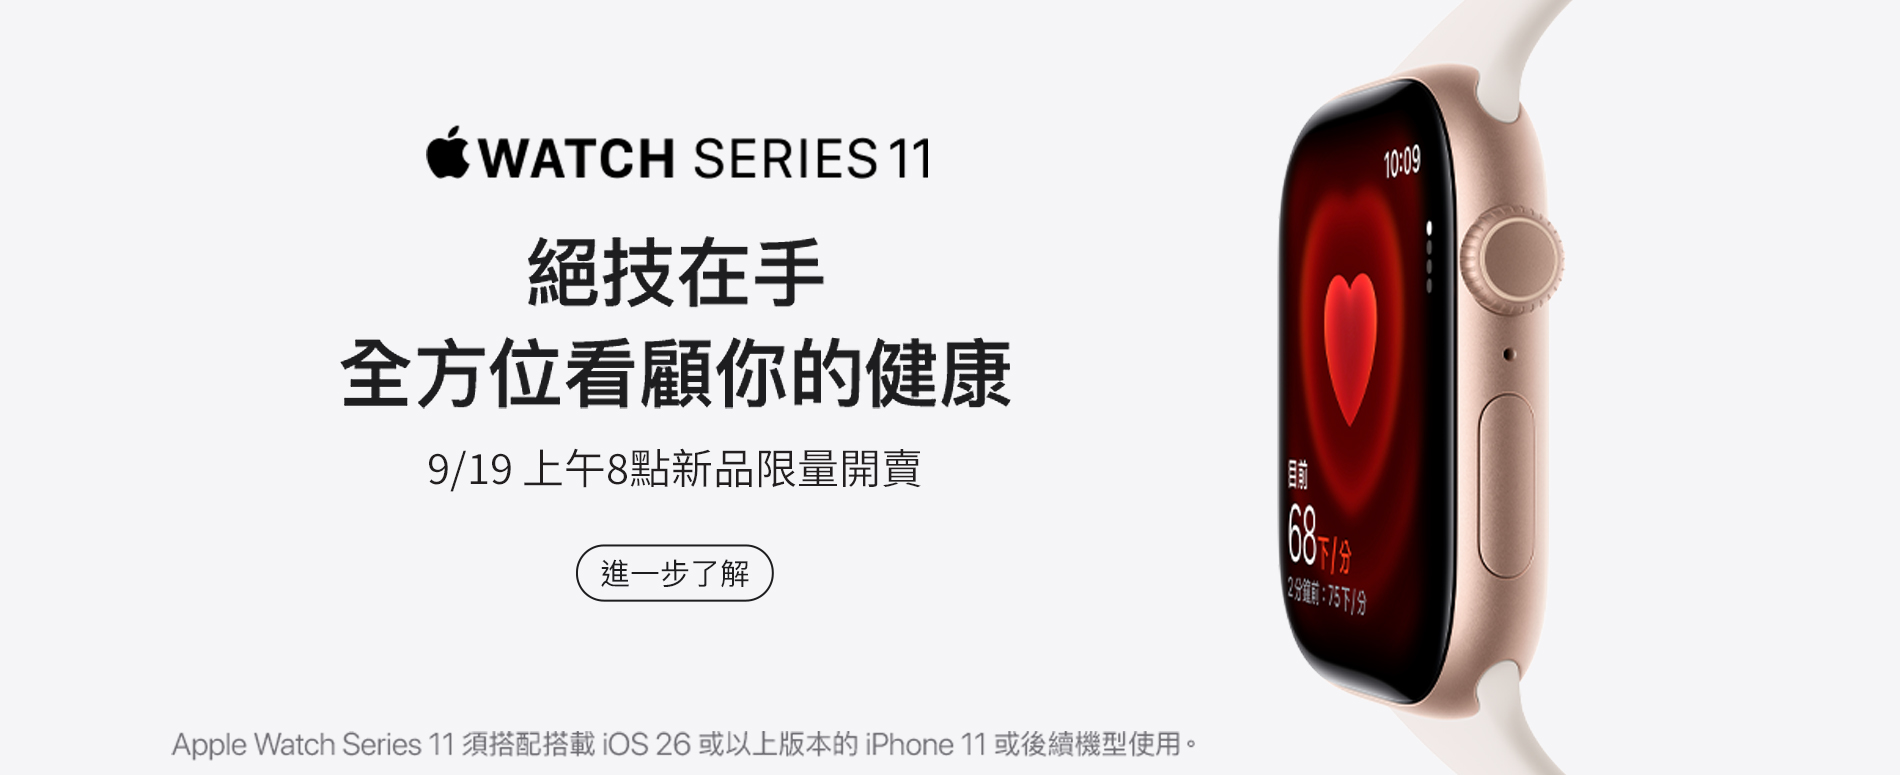 WATCH SERIES 11
絕技在手
全方位看顧你的健康
9/19 上午8點新品限量開賣
進一步了解
Apple Watch Series 11 須搭配搭載 iOS 26 或以上版本的 iPhone 11 或後續機型使用。
10:09
目前
68下/分
2分鐘前：75下/分